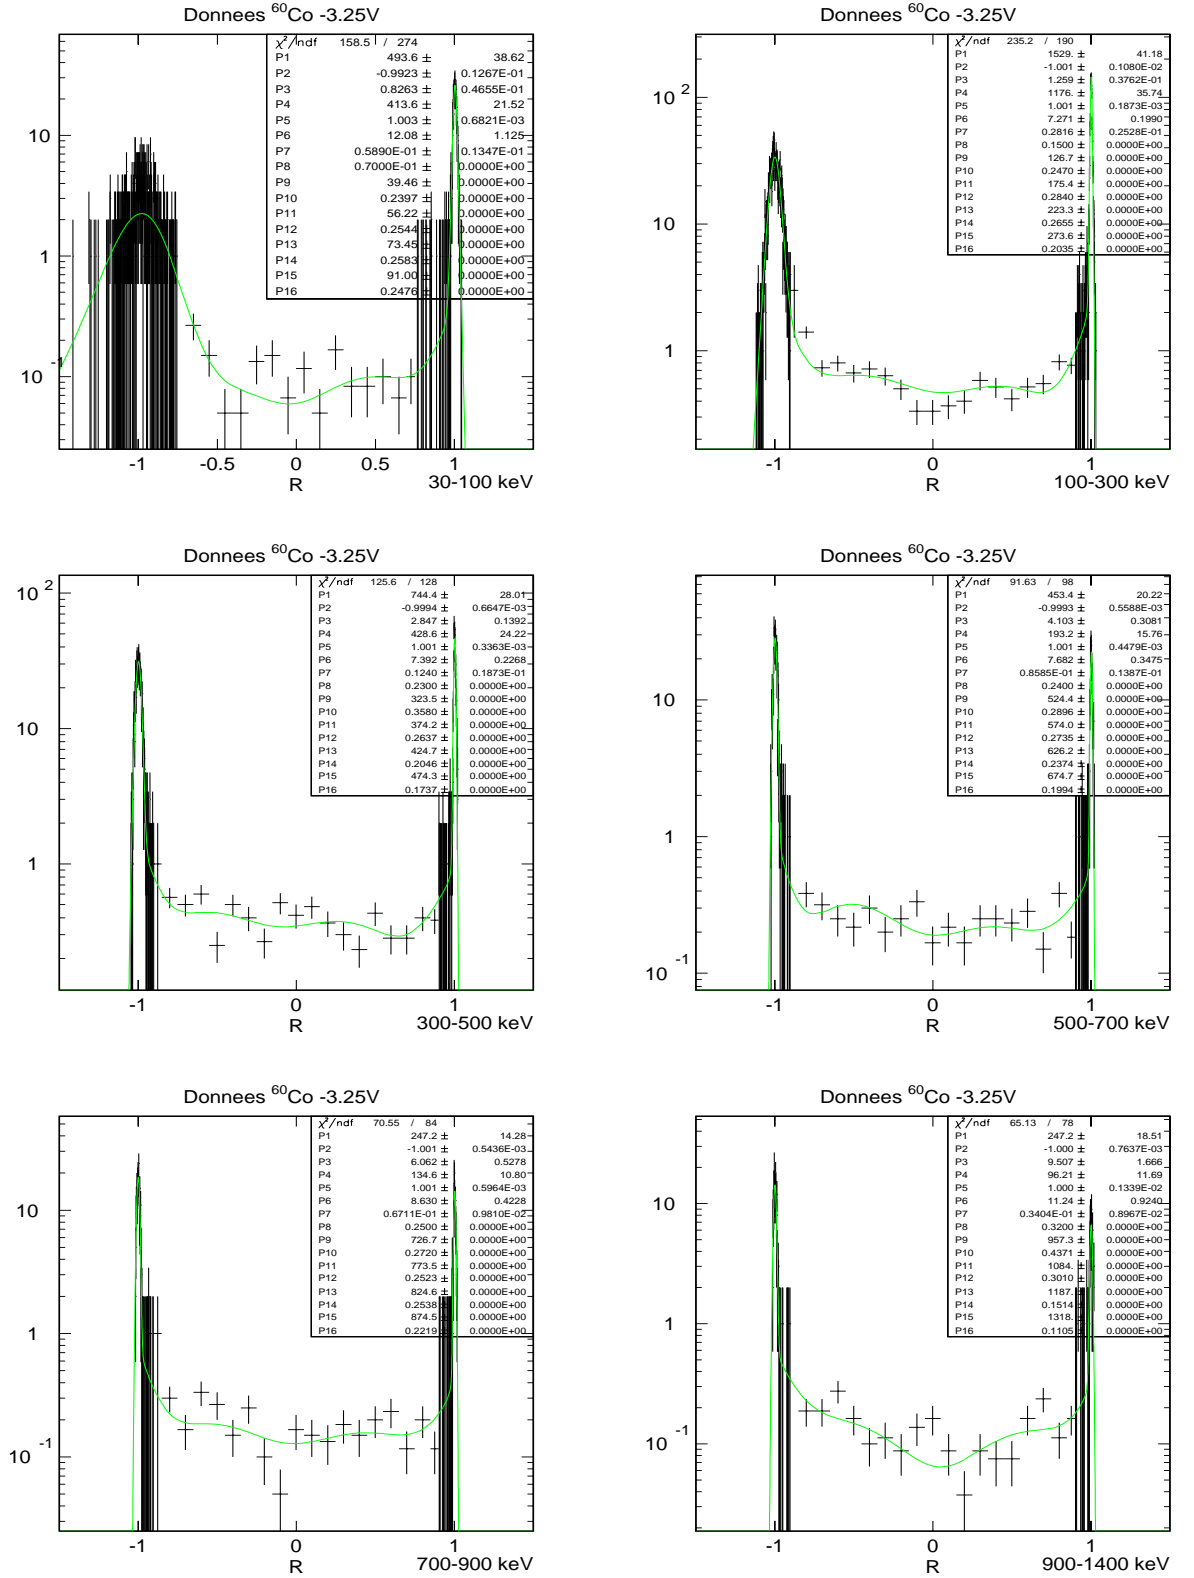 Donnees ⁶⁰Co -3.25V
χ²/ndf 158.5 / 274
P1 493.6 ± 38.62
P2 -0.9923 ± 0.1267E-01
P3 0.8263 ± 0.4655E-01
P4 413.6 ± 21.52
P5 1.003 ± 0.6821E-03
P6 12.08 ± 1.125
P7 0.5890E-01 ± 0.1347E-01
P8 0.7000E-01 ± 0.0000E+00
P9 39.46 ± 0.0000E+00
P10 0.2397 ± 0.0000E+00
P11 56.22 ± 0.0000E+00
P12 0.2544 ± 0.0000E+00
P13 73.45 ± 0.0000E+00
P14 0.2583 ± 0.0000E+00
P15 91.00 ± 0.0000E+00
P16 0.2476 ± 0.0000E+00
10
1
10 -1
-1 -0.5 0 0.5 1
R
30-100 keV
Donnees ⁶⁰Co -3.25V
χ²/ndf 235.2 / 190
P1 1529. ± 41.18
P2 -1.001 ± 0.1080E-02
P3 1.259 ± 0.3762E-01
P4 1176. ± 35.74
P5 1.001 ± 0.1873E-03
P6 7.271 ± 0.1990
P7 0.2816 ± 0.2528E-01
P8 0.1500 ± 0.0000E+00
P9 126.7 ± 0.0000E+00
P10 0.2470 ± 0.0000E+00
P11 175.4 ± 0.0000E+00
P12 0.2840 ± 0.0000E+00
P13 223.3 ± 0.0000E+00
P14 0.2655 ± 0.0000E+00
P15 273.6 ± 0.0000E+00
P16 0.2035 ± 0.0000E+00
10 2
10
1
-1 0 1
R
100-300 keV
Donnees ⁶⁰Co -3.25V
χ²/ndf 125.6 / 128
P1 744.4 ± 28.01
P2 -0.9994 ± 0.6647E-03
P3 2.847 ± 0.1392
P4 428.6 ± 24.22
P5 1.001 ± 0.3363E-03
P6 7.392 ± 0.2268
P7 0.1240 ± 0.1873E-01
P8 0.2300 ± 0.0000E+00
P9 323.5 ± 0.0000E+00
P10 0.3580 ± 0.0000E+00
P11 374.2 ± 0.0000E+00
P12 0.2637 ± 0.0000E+00
P13 424.7 ± 0.0000E+00
P14 0.2046 ± 0.0000E+00
P15 474.3 ± 0.0000E+00
P16 0.1737 ± 0.0000E+00
10 2
10
1
-1 0 1
R
300-500 keV
Donnees ⁶⁰Co -3.25V
χ²/ndf 91.63 / 98
P1 453.4 ± 20.22
P2 -0.9993 ± 0.5588E-03
P3 4.103 ± 0.3081
P4 193.2 ± 15.76
P5 1.001 ± 0.4479E-03
P6 7.682 ± 0.3475
P7 0.8585E-01 ± 0.1387E-01
P8 0.2400 ± 0.0000E+00
P9 524.4 ± 0.0000E+00
P10 0.2896 ± 0.0000E+00
P11 574.0 ± 0.0000E+00
P12 0.2735 ± 0.0000E+00
P13 626.2 ± 0.0000E+00
P14 0.2374 ± 0.0000E+00
P15 674.7 ± 0.0000E+00
P16 0.1994 ± 0.0000E+00
10
1
10 -1
-1 0 1
R
500-700 keV
Donnees ⁶⁰Co -3.25V
χ²/ndf 70.55 / 84
P1 247.2 ± 14.28
P2 -1.001 ± 0.5436E-03
P3 6.062 ± 0.5278
P4 134.6 ± 10.80
P5 1.001 ± 0.5964E-03
P6 8.630 ± 0.4228
P7 0.6711E-01 ± 0.9810E-02
P8 0.2500 ± 0.0000E+00
P9 726.7 ± 0.0000E+00
P10 0.2720 ± 0.0000E+00
P11 773.5 ± 0.0000E+00
P12 0.2523 ± 0.0000E+00
P13 824.6 ± 0.0000E+00
P14 0.2538 ± 0.0000E+00
P15 874.5 ± 0.0000E+00
P16 0.2219 ± 0.0000E+00
10
1
10 -1
-1 0 1
R
700-900 keV
Donnees ⁶⁰Co -3.25V
χ²/ndf 65.13 / 78
P1 247.2 ± 18.51
P2 -1.000 ± 0.7637E-03
P3 9.507 ± 1.666
P4 96.21 ± 11.69
P5 1.000 ± 0.1339E-02
P6 11.24 ± 0.9240
P7 0.3404E-01 ± 0.8967E-02
P8 0.3200 ± 0.0000E+00
P9 957.3 ± 0.0000E+00
P10 0.4371 ± 0.0000E+00
P11 1084. ± 0.0000E+00
P12 0.3010 ± 0.0000E+00
P13 1187. ± 0.0000E+00
P14 0.1514 ± 0.0000E+00
P15 1318. ± 0.0000E+00
P16 0.1105 ± 0.0000E+00
10
1
10 -1
-1 0 1
R
900-1400 keV